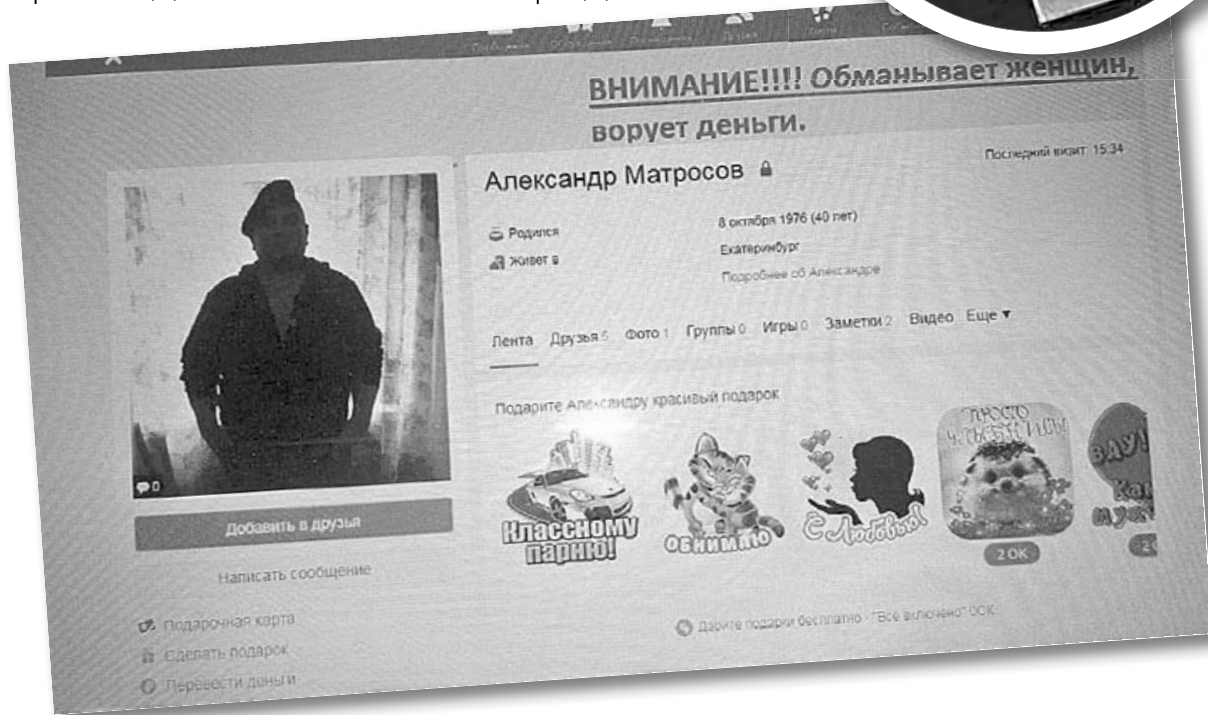 ВНИМАНИЕ!!!! Обманывает женщин,
ворует деньги.
Александр Матросов
Последний визит: 15:34
Родился
8 октября 1976 (40 лет)
Живет в
Екатеринбург
Подробнее об Александре
Лента Друзья 5 Фото 1 Группы 0 Игры 0 Заметки 2 Видео Еще ▼
Подарите Александру красивый подарок
Классному
парню!
ОБНИМАЮ
С Любовью!
ПРОСТО
2 OK
ВАУ!
0
Добавить в друзья
Написать сообщение
Подарочная карта
Сделать подарок
Перевести деньги
Дарите подарки бесплатно - "Все включено"